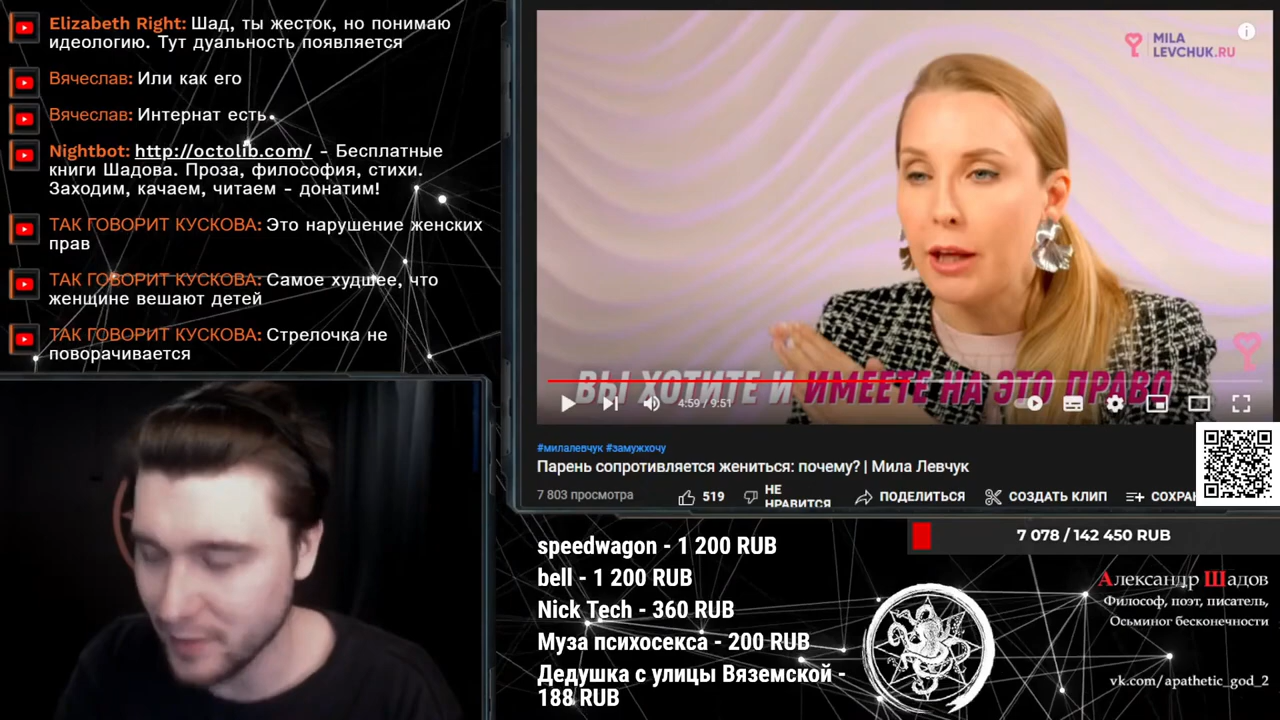 Elizabeth Right: Шад, ты жесток, но понимаю
идеологию. Тут дуальность появляется
Вячеслав: Или как его
Вячеслав: Интернат есть
Nightbot: http://octolib.com/ - Бесплатные
книги Шадова. Проза, философия, стихи.
Заходим, качаем, читаем - донатим!
ТАК ГОВОРИТ КУСКОВА: Это нарушение женских
прав
ТАК ГОВОРИТ КУСКОВА: Самое худшее, что
женщине вешают детей
ТАК ГОВОРИТ КУСКОВА: Стрелочка не
поворачивается
MILA
LEVCHUK.RU
ВЫ ХОТИТЕ И ИМЕЕТЕ НА ЭТО ПРАВО
4:59 / 9:51
#милалевчук #замужхочу
Парень сопротивляется жениться: почему? | Мила Левчук
7 803 просмотра
519
НЕ
НРАВИТСЯ
ПОДЕЛИТЬСЯ
СОЗДАТЬ КЛИП
СОХРАН
7 078 / 142 450 RUB
speedwagon - 1 200 RUB
bell - 1 200 RUB
Nick Tech - 360 RUB
Муза психосекса - 200 RUB
Дедушка с улицы Вяземской -
188 RUB
Александр Шадов
Философ, поэт, писатель,
Осьминог бесконечности
vk.com/apathetic_god_2